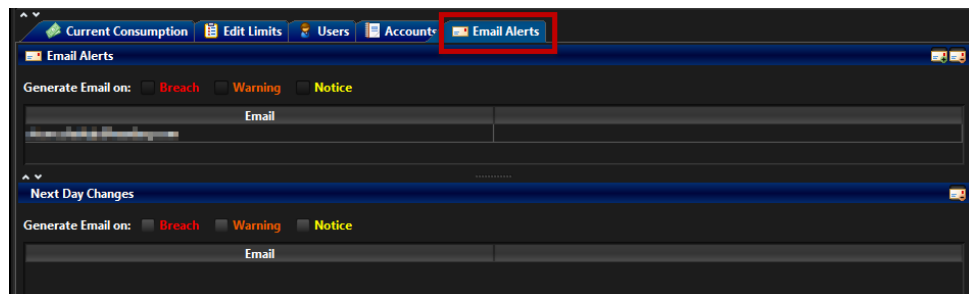 Current Consumption Edit Limits Users Accounts Email Alerts
Email Alerts
Generate Email on: Breach Warning Notice
Email
Next Day Changes
Generate Email on: Breach Warning Notice
Email